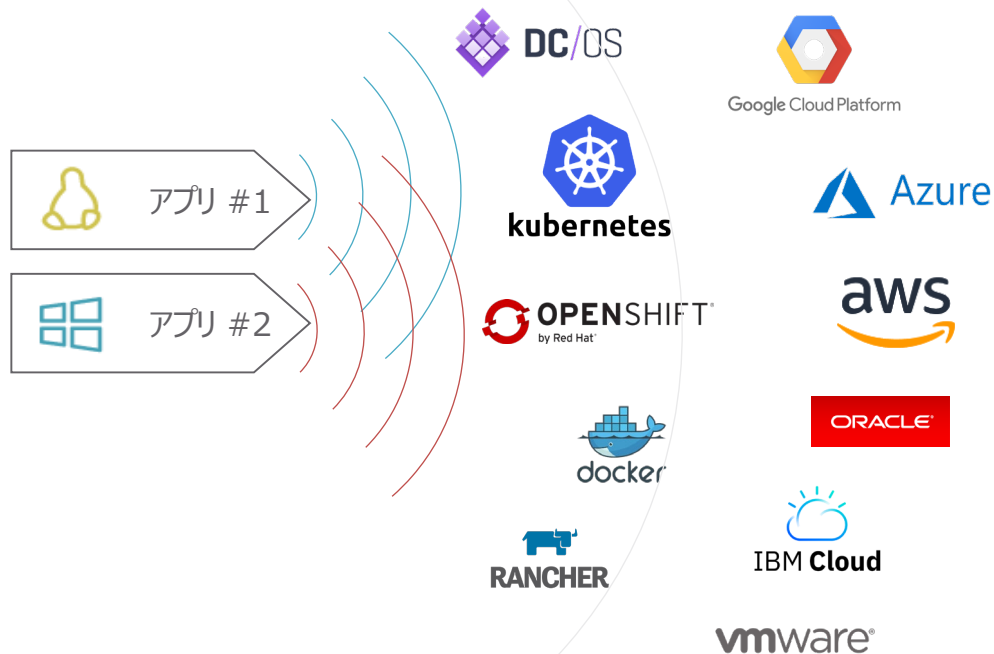 DC/OS
Google Cloud Platform
アプリ #1
kubernetes
Azure
アプリ #2
OPENSHIFT®
by Red Hat®
aws
ORACLE®
docker
IBM Cloud
RANCHER
vmware®